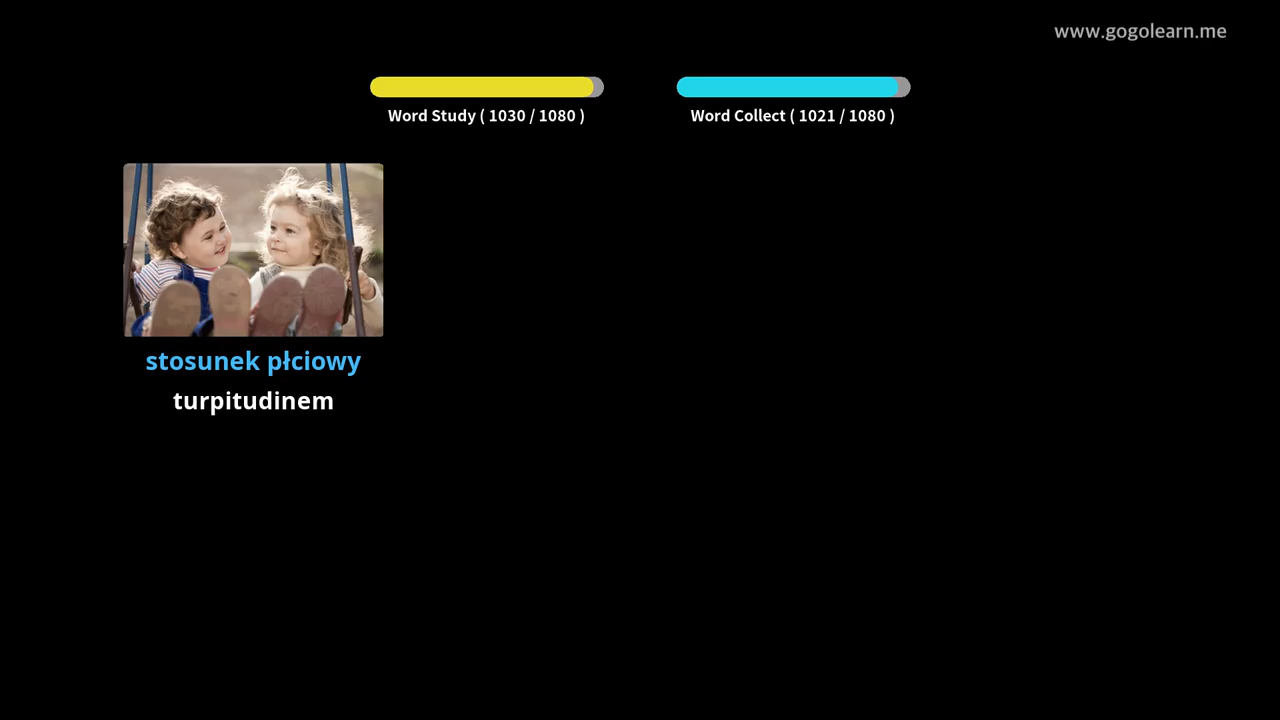 www.gogolearn.me
Word Study ( 1030 / 1080 )
Word Collect ( 1021 / 1080 )
stosunek płciowy
turpitudinem